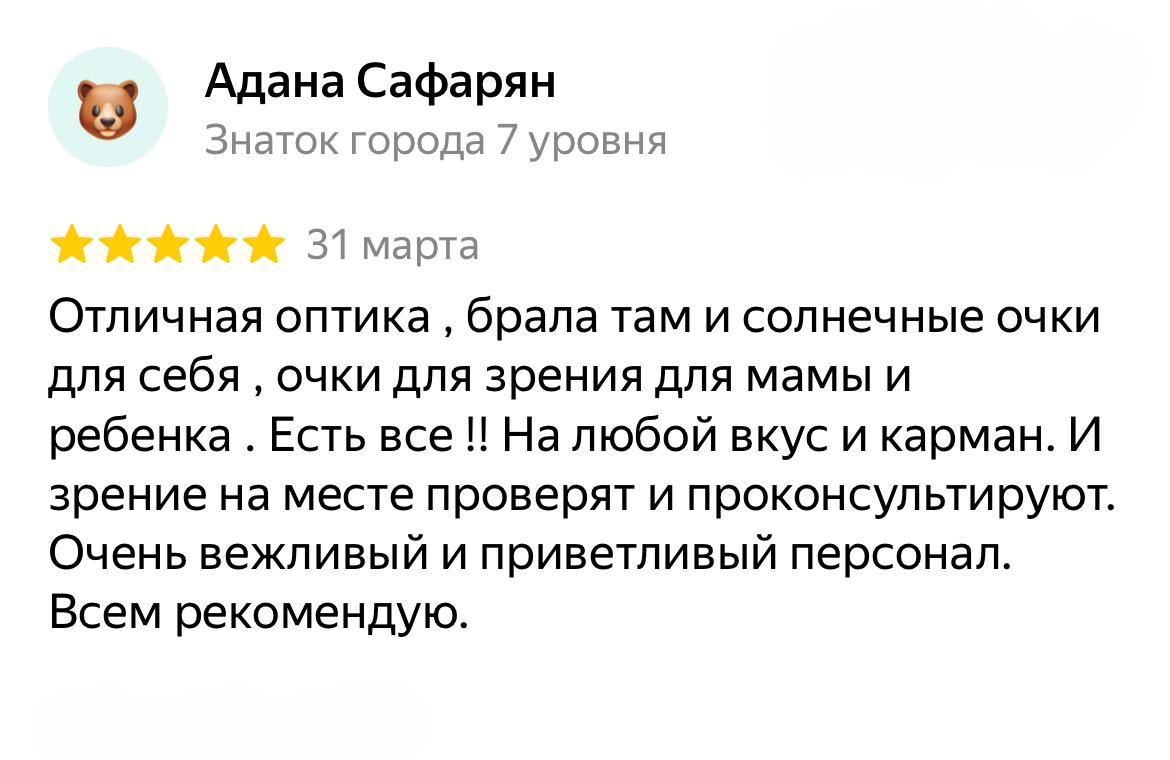 Адана Сафарян
Знаток города 7 уровня
31 марта
Отличная оптика , брала там и солнечные очки
для себя , очки для зрения для мамы и
ребенка . Есть все !! На любой вкус и карман. И
зрение на месте проверят и проконсультируют.
Очень вежливый и приветливый персонал.
Всем рекомендую.